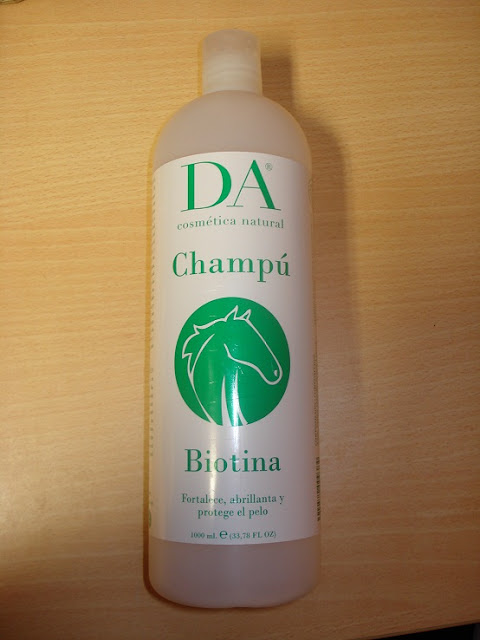 DA®
cosmética natural
Champú
Biotina
Fortalece, abrillanta y
protege el pelo
1000 ml. ℮ (33,78 FL OZ)